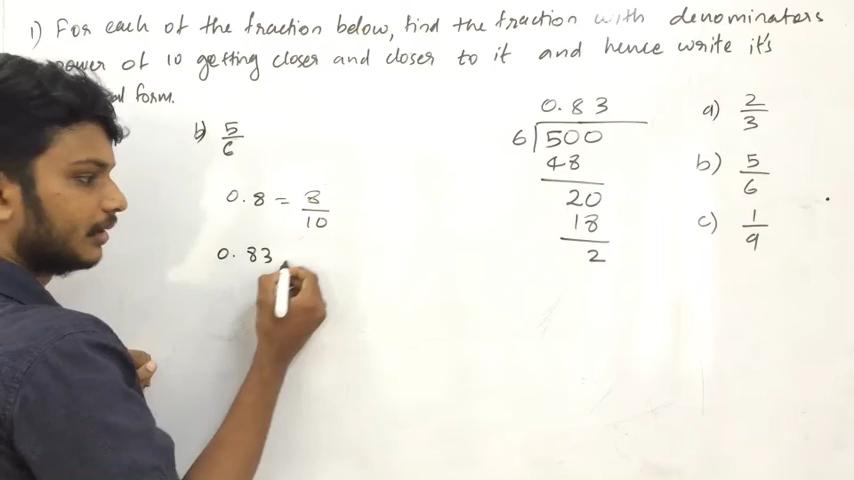 1) For each of the fraction below, find the fraction with denominators
power of 10 getting closer and closer to it and hence write it's
al form.
b) 5/6
0.8 = 8/10
0.83
0.83
6 500
48
20
18
2
a) 2/3
b) 5/6
c) 1/9